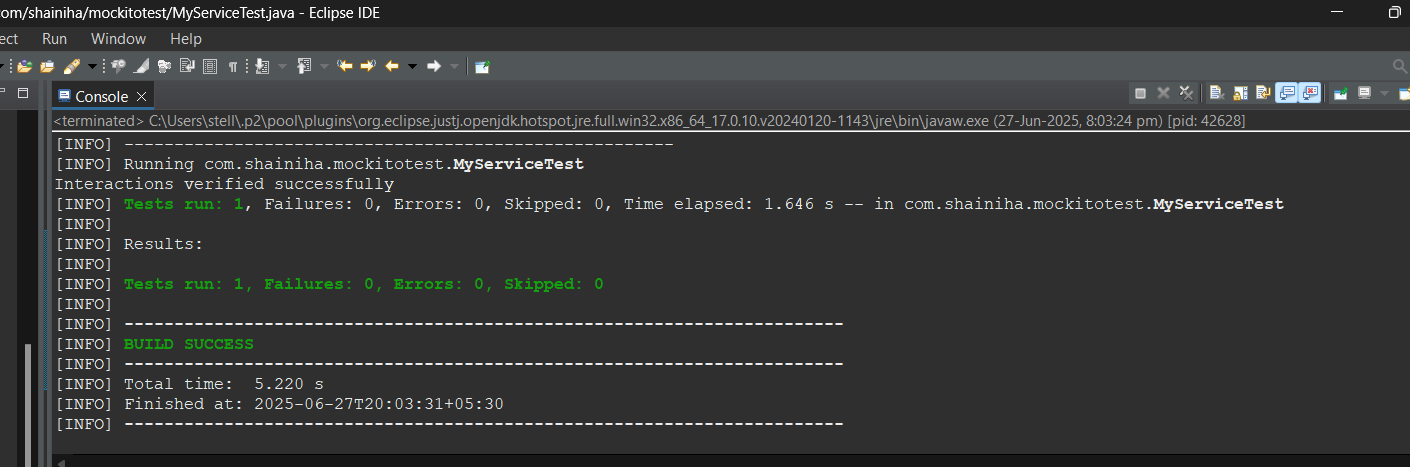 om/shainiha/mockitotest/MyServiceTest.java - Eclipse IDE
ect Run Window Help
Console
<terminated> C:\Users\stell\.p2\pool\plugins\org.eclipse.justj.openjdk.hotspot.jre.full.win32.x86_64_17.0.10.v20240120-1143\jre\bin\javaw.exe (27-Jun-2025, 8:03:24 pm) [pid: 42628]
[INFO] -------------------------------------------------------
[INFO] Running com.shainiha.mockitotest.MyServiceTest
Interactions verified successfully
[INFO] Tests run: 1, Failures: 0, Errors: 0, Skipped: 0, Time elapsed: 1.646 s -- in com.shainiha.mockitotest.MyServiceTest
[INFO]
[INFO] Results:
[INFO]
[INFO] Tests run: 1, Failures: 0, Errors: 0, Skipped: 0
[INFO]
[INFO] ------------------------------------------------------------------------
[INFO] BUILD SUCCESS
[INFO] ------------------------------------------------------------------------
[INFO] Total time:  5.220 s
[INFO] Finished at: 2025-06-27T20:03:31+05:30
[INFO] ------------------------------------------------------------------------